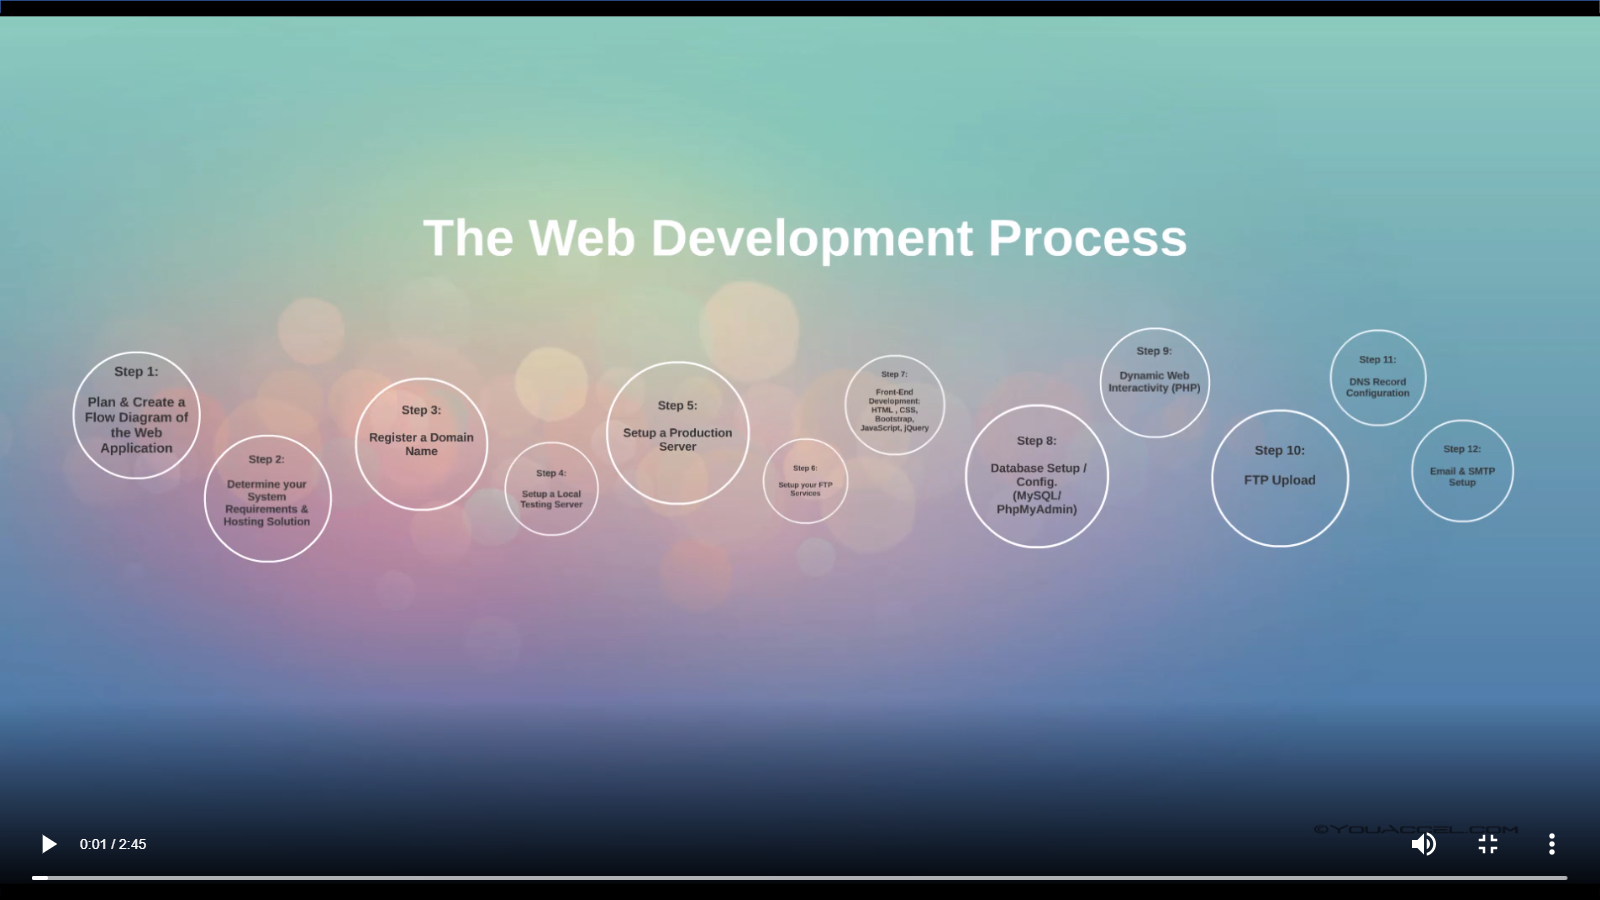 The Web Development Process
Step 1:
Plan & Create a
Flow Diagram of
the Web
Application
Step 2:
Determine your
System
Requirements &
Hosting Solution
Step 3:
Register a Domain
Name
Step 4:
Setup a Local
Testing Server
Step 5:
Setup a Production
Server
Step 6:
Setup your FTP
Services
Step 7:
Front-End
Development:
HTML , CSS,
Bootstrap,
JavaScript, jQuery
Step 8:
Database Setup /
Config.
(MySQL/
PhpMyAdmin)
Step 9:
Dynamic Web
Interactivity (PHP)
Step 10:
FTP Upload
Step 11:
DNS Record
Configuration
Step 12:
Email & SMTP
Setup
©YouAccel.com
0:01 / 2:45